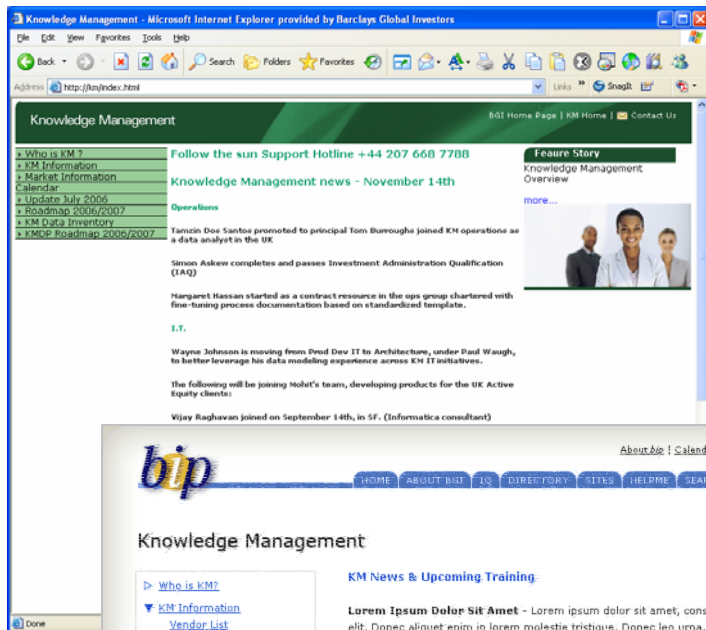 Knowledge Management - Microsoft Internet Explorer provided by Barclays Global Investors
File Edit View Favorites Tools Help
Back Search Folders Favorites
Address http://km/index.html Links SnagIt
Knowledge Management
BGI Home Page | KM Home | Contact Us
Who is KM ?
KM Information
Market Information
Calendar
Update July 2006
Roadmap 2006/2007
KM Data Inventory
KMDP Roadmap 2006/2007
Follow the sun Support Hotline +44 207 668 7788
Knowledge Management news - November 14th
Operations
Tamzin Dos Santos promoted to principal Tom Burroughs joined KM operations as
a data analyst in the UK
Simon Askew completes and passes Investment Administration Qualification
(IAQ)
Margaret Hassan started as a contract resource in the ops group chartered with
fine-tuning process documentation based on standardized template.
I.T.
Wayne Johnson is moving from Prod Dev IT to Architecture, under Paul Waugh,
to better leverage his data modeling experience across KM IT initiatives.
The following will be joining Mohit's team, developing products for the UK Active
Equity clients:
Vijay Raghavan joined on September 14th, in SF. (Informatica consultant)
Feaure Story
Knowledge Management
Overview
more...
bip
About bip | Calend
HOME ABOUT BGI IQ DIRECTORY SITES HELPME SEA
Knowledge Management
Who is KM?
KM Information
Vendor List
KM News & Upcoming Training
Lorem Ipsum Dolor Sit Amet - Lorem ipsum dolor sit amet, cons
elit. Donec aliquet enim in lorem molestie tristique. Donec leo urna,
Done